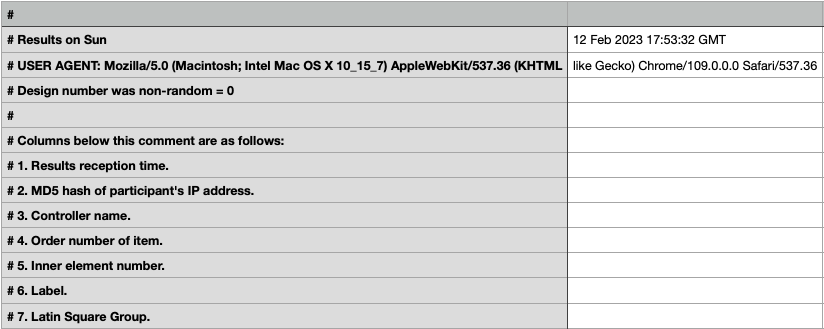 #
# Results on Sun 12 Feb 2023 17:53:32 GMT
# USER AGENT: Mozilla/5.0 (Macintosh; Intel Mac OS X 10_15_7) AppleWebKit/537.36 (KHTML like Gecko) Chrome/109.0.0.0 Safari/537.36
# Design number was non-random = 0
#
# Columns below this comment are as follows:
# 1. Results reception time.
# 2. MD5 hash of participant's IP address.
# 3. Controller name.
# 4. Order number of item.
# 5. Inner element number.
# 6. Label.
# 7. Latin Square Group.